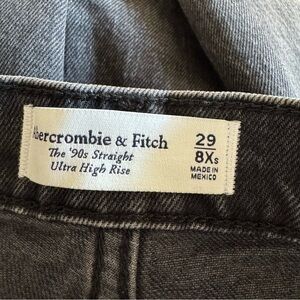 Abercrombie & Fitch
The '90s Straight
Ultra High Rise
29
8Xs
MADE IN
MEXICO